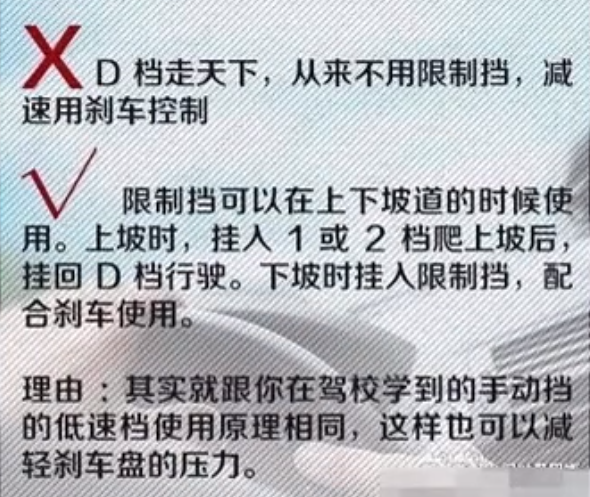 X D 档走天下，从来不用限制挡，减
速用刹车控制
√ 限制挡可以在上下坡道的时候使
用。上坡时，挂入 1 或 2 档爬上坡后，
挂回 D 档行驶。下坡时挂入限制挡，配
合刹车使用。
理由：其实就跟你在驾校学到的手动挡
的低速档使用原理相同，这样也可以减
轻刹车盘的压力。